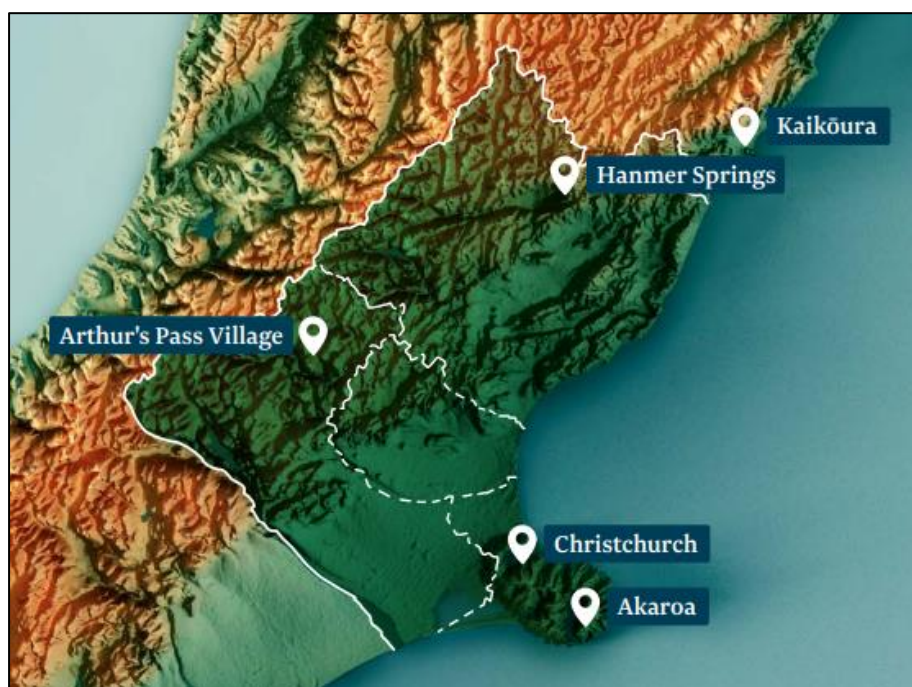 Kaikōura
Hanmer Springs
Arthur's Pass Village
Christchurch
Akaroa